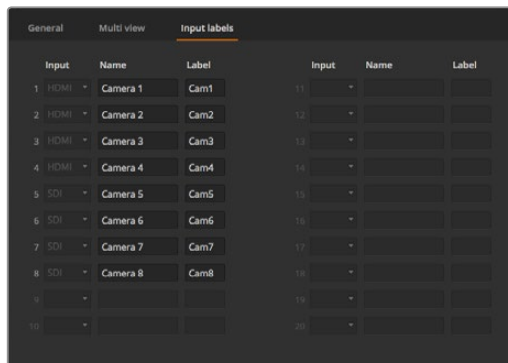 General Multi view Input labels
Input Name Label Input Name Label
1 HDMI Camera 1 Cam1 11
2 HDMI Camera 2 Cam2 12
3 HDMI Camera 3 Cam3 13
4 HDMI Camera 4 Cam4 14
5 SDI Camera 5 Cam5 15
6 SDI Camera 6 Cam6 16
7 SDI Camera 7 Cam7 17
8 SDI Camera 8 Cam8 18
9 19
10 20